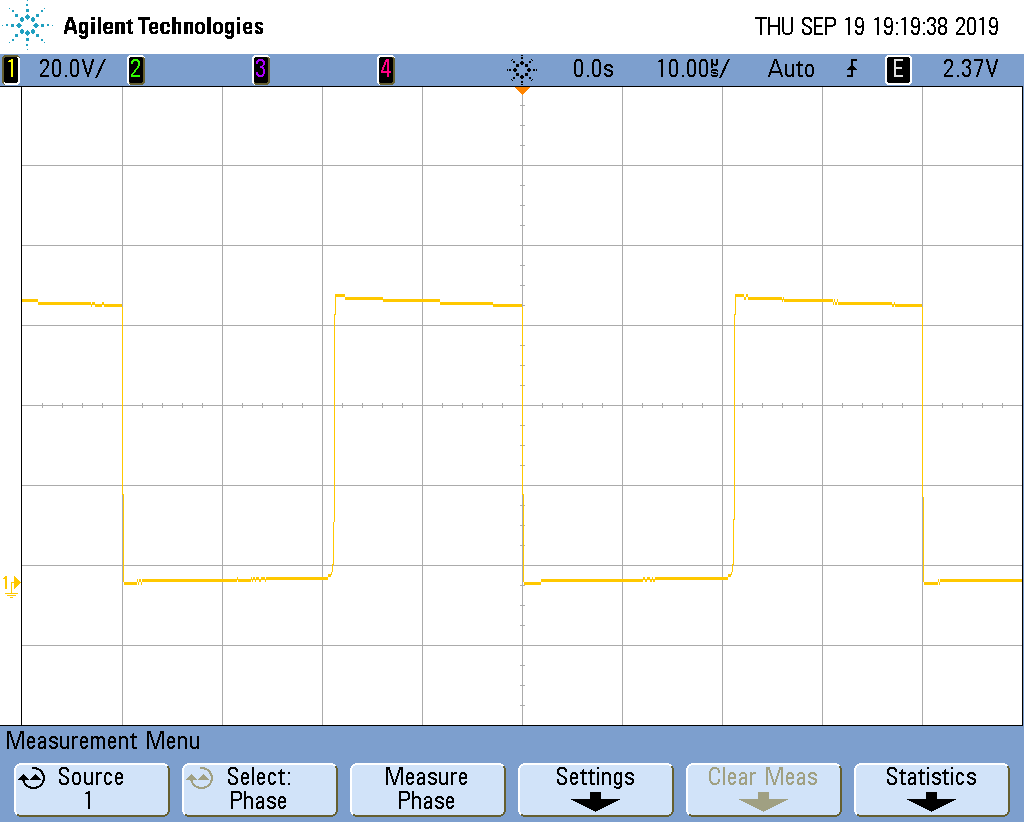 Agilent Technologies
THU SEP 19 19:19:38 2019
1 20.0V/ 2 3 4 0.0s 10.00µs/ Auto E 2.37V
1
Measurement Menu
Source
1
Select:
Phase
Measure
Phase
Settings
Clear Meas
Statistics